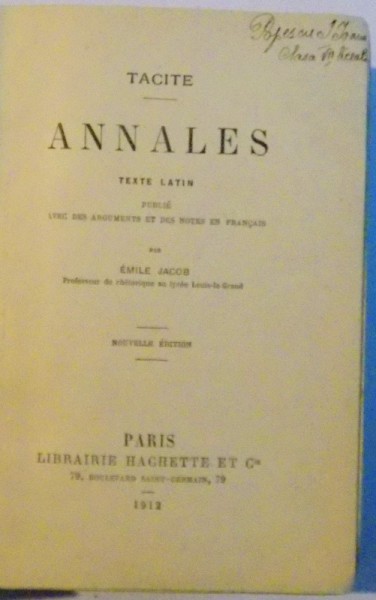 Popescu
TACITE
ANNALES
TEXTE LATIN
PUBLIÉ
AVEC DES ARGUMENTS ET DES NOTES EN FRANÇAIS
PAR
ÉMILE JACOB
Professeur de rhétorique au lycée Louis-le-Grand
NOUVELLE ÉDITION
PARIS
LIBRAIRIE HACHETTE ET Cie
79, BOULEVARD SAINT-GERMAIN, 79
1912